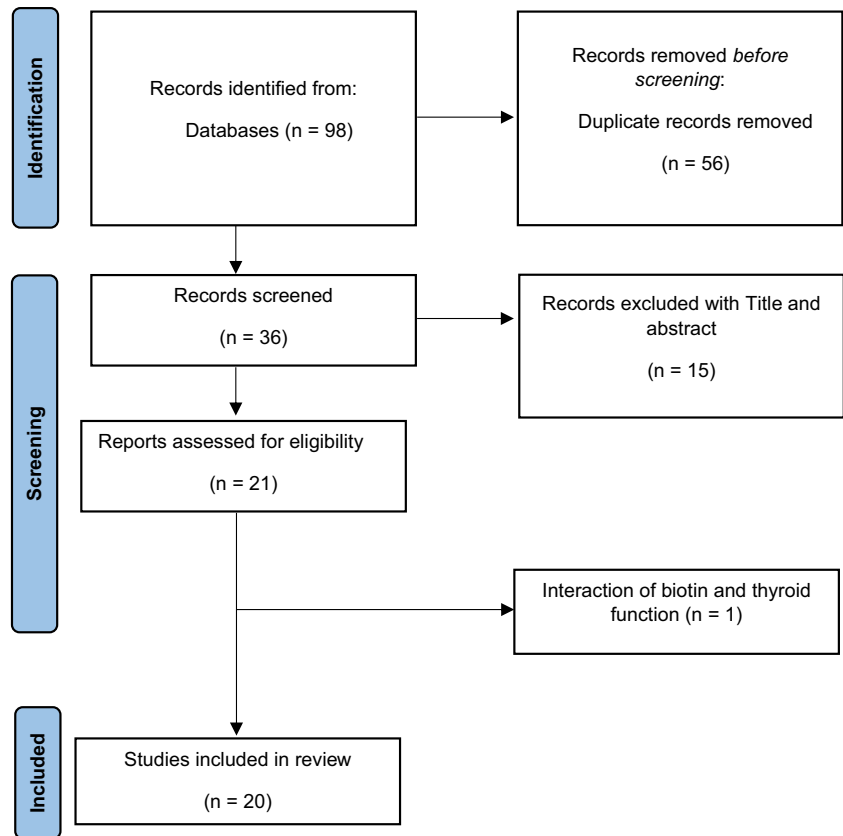 Identification
Records identified from:
Databases (n = 98)
Records removed before
screening:
Duplicate records removed
(n = 56)
Screening
Records screened
(n = 36)
Records excluded with Title and
abstract
(n = 15)
Reports assessed for eligibility
(n = 21)
Interaction of biotin and thyroid
function (n = 1)
Included
Studies included in review
(n = 20)